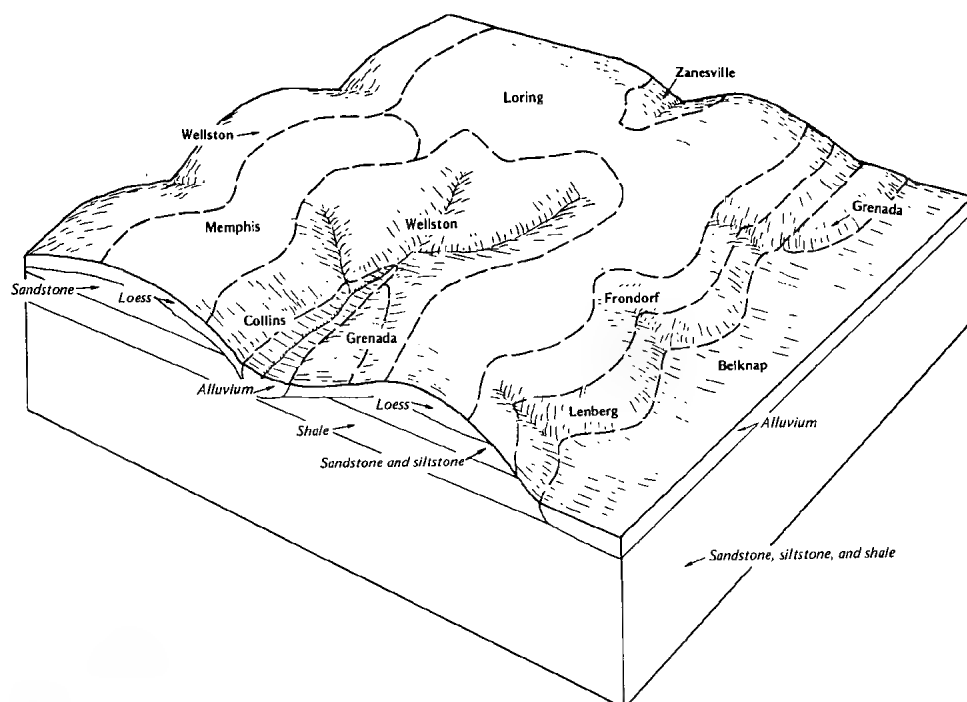 Zanesville
Loring
Wellston
Grenada
Memphis
Wellston
Sandstone
Loess
Frondorf
Collins
Grenada
Belknap
Alluvium
Loess
Lenberg
Alluvium
Shale
Sandstone and siltstone
Sandstone, siltstone, and shale